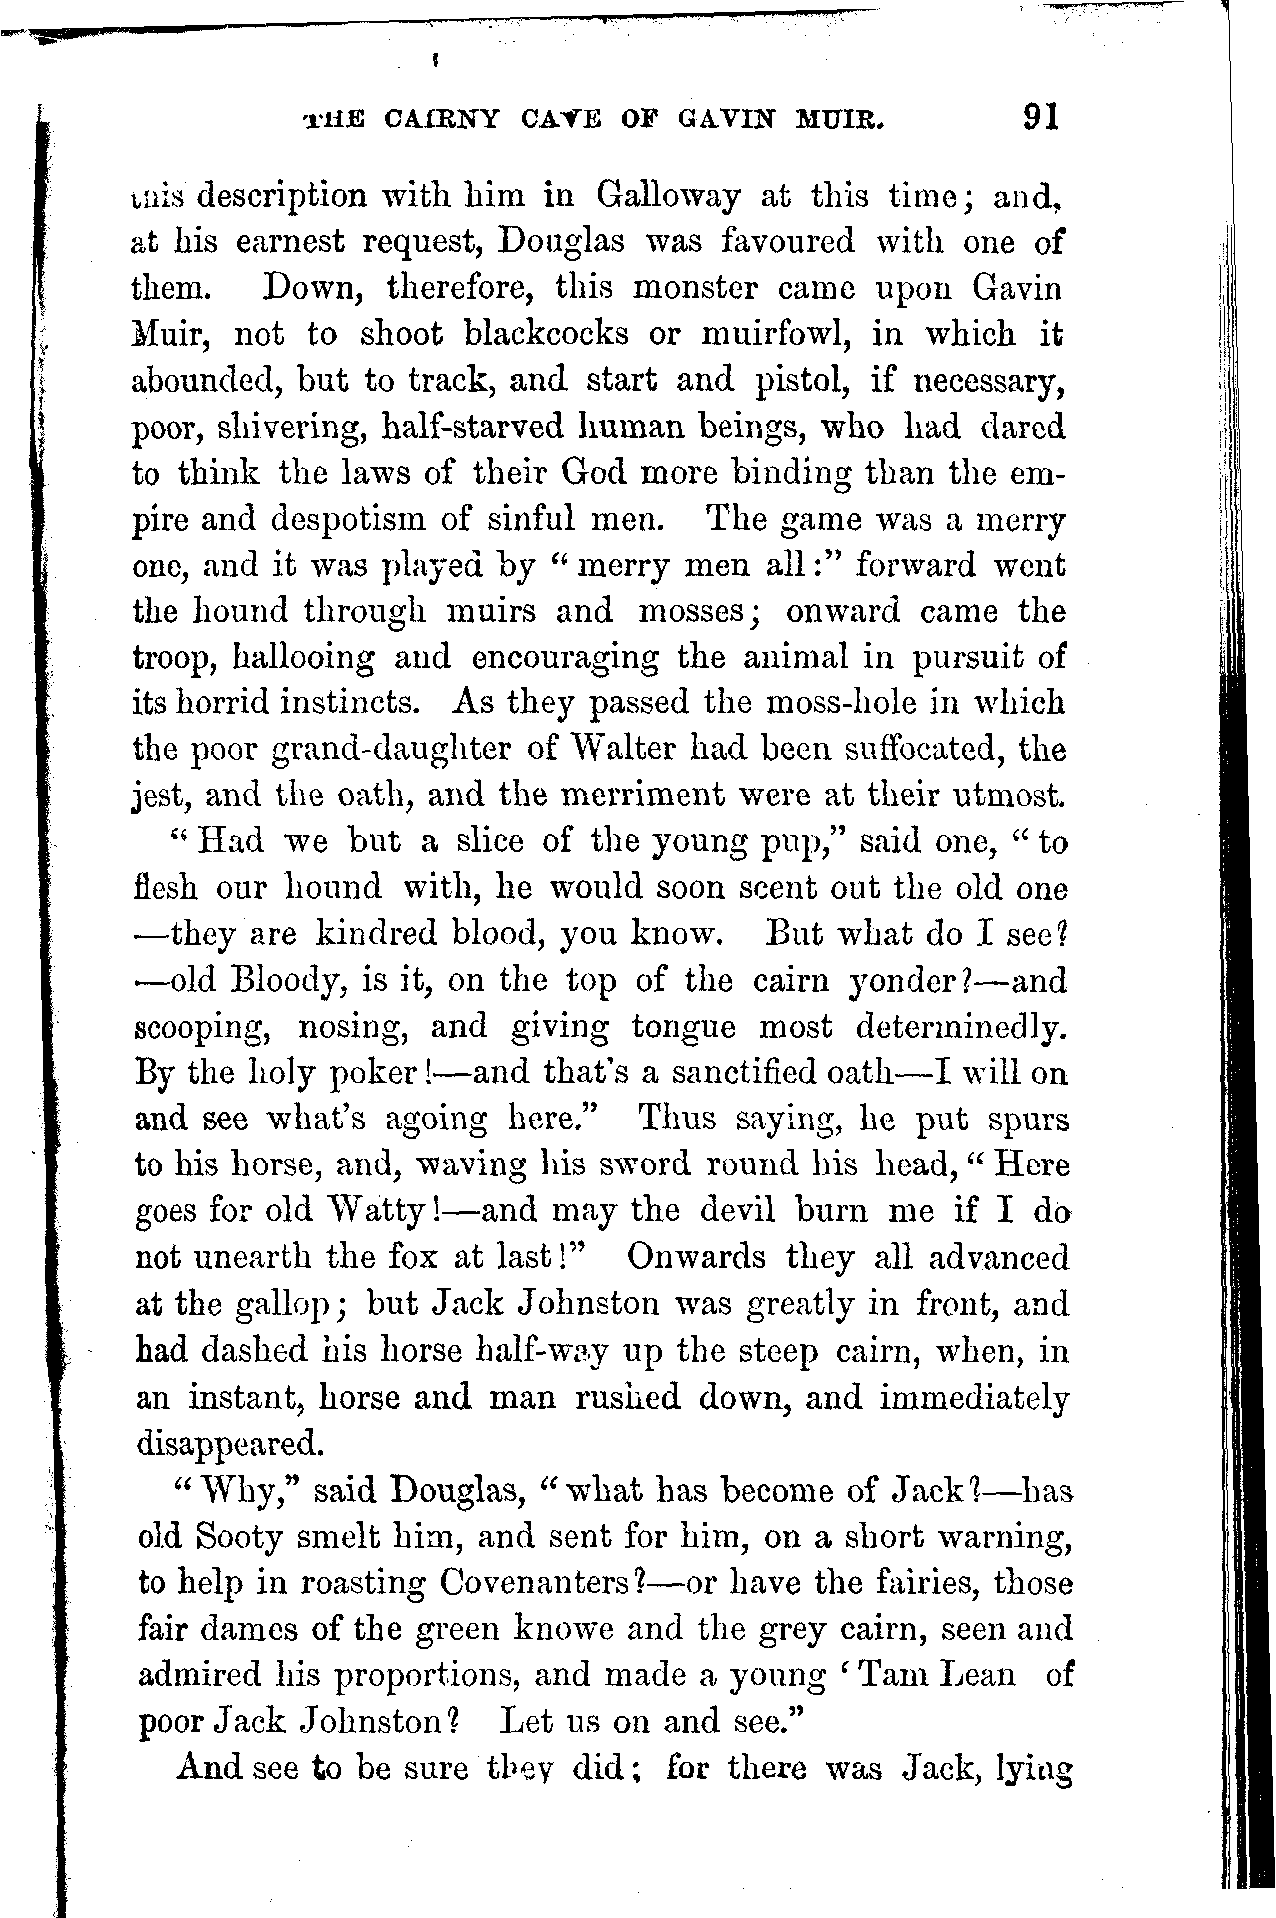 THE CAIRNY CAVE OF GAVIN MUIR. 91
this description with him in Galloway at this time; and,
at his earnest request, Douglas was favoured with one of
them. Down, therefore, this monster came upon Gavin
Muir, not to shoot blackcocks or muirfowl, in which it
abounded, but to track, and start and pistol, if necessary,
poor, shivering, half-starved human beings, who had dared
to think the laws of their God more binding than the em-
pire and despotism of sinful men. The game was a merry
one, and it was played by “merry men all:” forward went
the hound through muirs and mosses; onward came the
troop, hallooing and encouraging the animal in pursuit of
its horrid instincts. As they passed the moss-hole in which
the poor grand-daughter of Walter had been suffocated, the
jest, and the oath, and the merriment were at their utmost.
“Had we but a slice of the young pup,” said one, “to
flesh our hound with, he would soon scent out the old one
—they are kindred blood, you know. But what do I see?
—old Bloody, is it, on the top of the cairn yonder?—and
scooping, nosing, and giving tongue most determinedly.
By the holy poker!—and that's a sanctified oath—I will on
and see what's agoing here.” Thus saying, he put spurs
to his horse, and, waving his sword round his head, “Here
goes for old Watty!—and may the devil burn me if I do
not unearth the fox at last!” Onwards they all advanced
at the gallop; but Jack Johnston was greatly in front, and
had dashed his horse half-way up the steep cairn, when, in
an instant, horse and man rushed down, and immediately
disappeared.
“Why,” said Douglas, “what has become of Jack?—has
old Sooty smelt him, and sent for him, on a short warning,
to help in roasting Covenanters?—or have the fairies, those
fair dames of the green knowe and the grey cairn, seen and
admired his proportions, and made a young ‘Tam Lean of
poor Jack Johnston? Let us on and see.”
And see to be sure they did; for there was Jack, lying